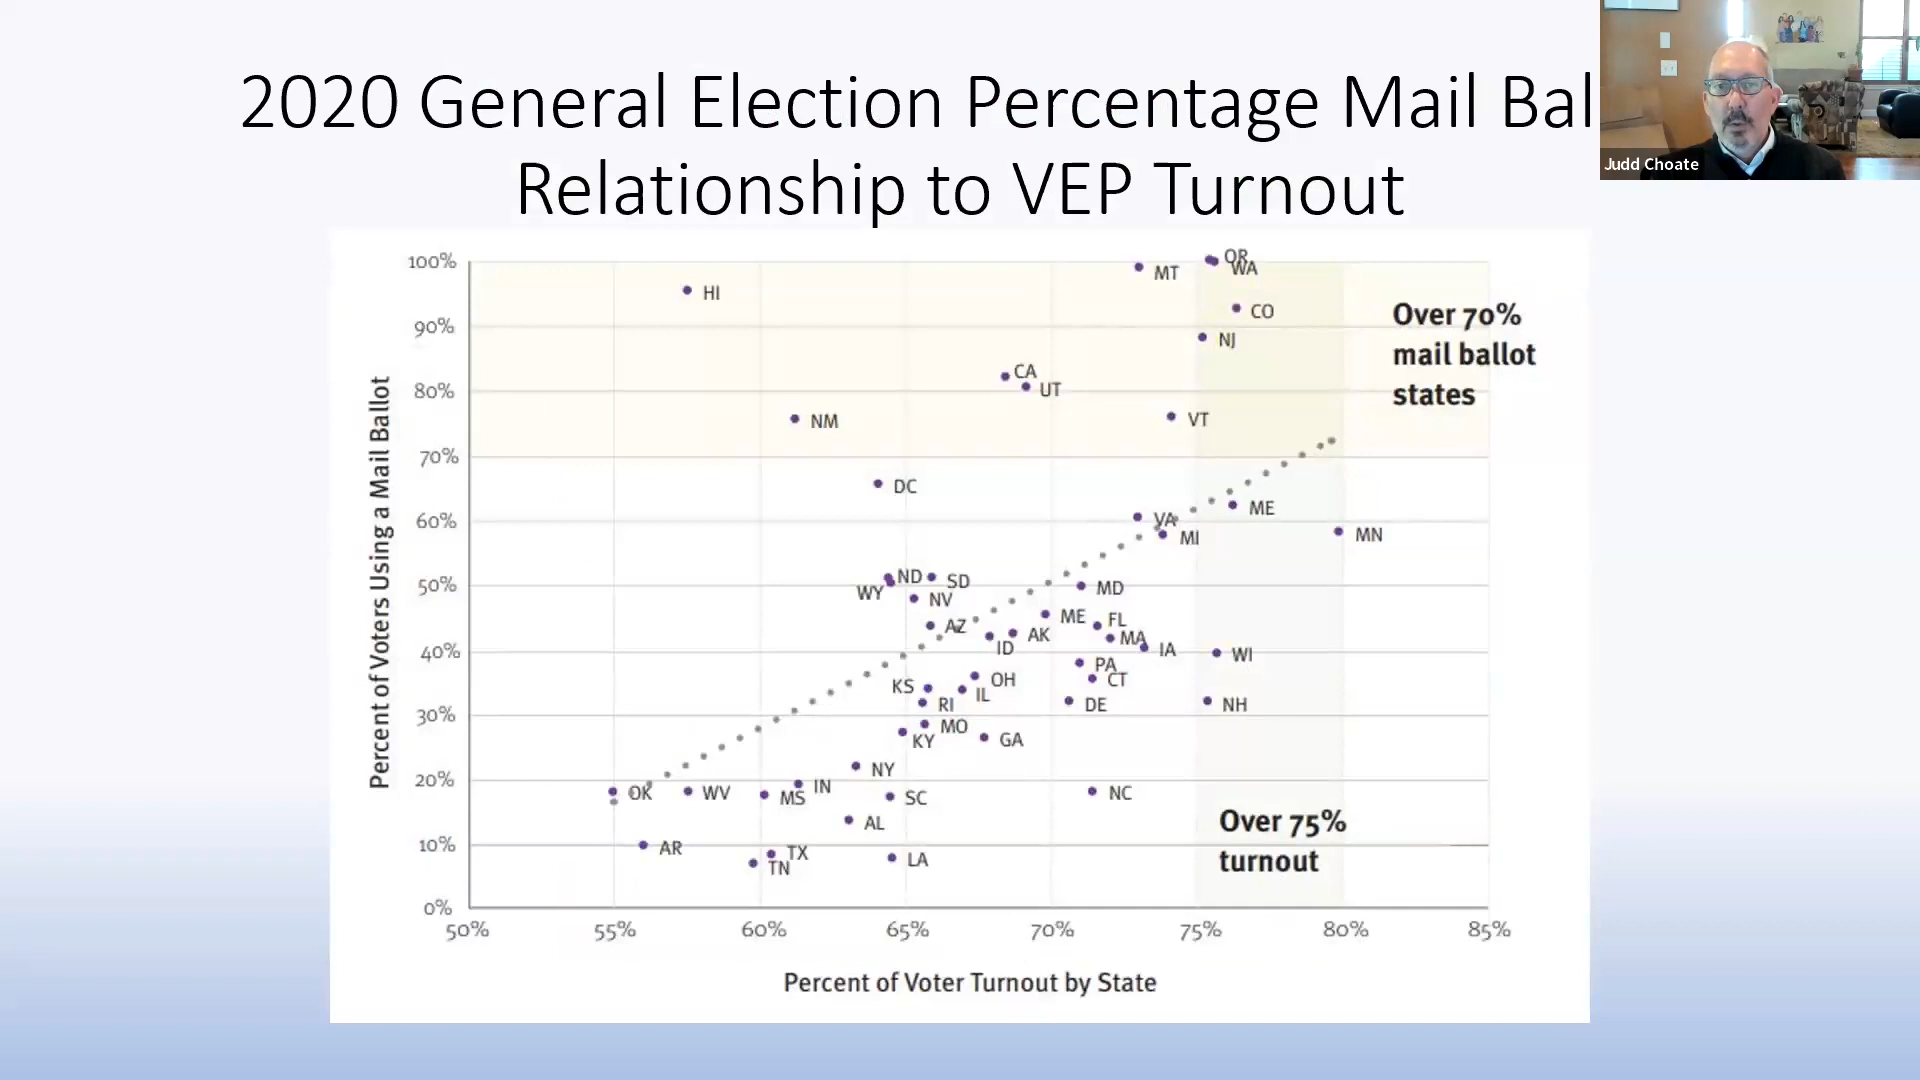 2020 General Election Percentage Mail Bal
Relationship to VEP Turnout
Judd Choate
Percent of Voters Using a Mail Ballot
100%
90%
80%
70%
60%
50%
40%
30%
20%
10%
0%
50%
55%
60%
65%
70%
75%
80%
85%
Percent of Voter Turnout by State
Over 70%
mail ballot
states
Over 75%
turnout
OR
WA
MT
HI
CO
NJ
CA
UT
VT
NM
DC
ME
VA
MI
MN
ND
SD
WY
NV
MD
ME
FL
AZ
AK
MA
ID
IA
WI
PA
CT
OH
KS
IL
RI
DE
NH
MO
KY
GA
NY
IN
OK
WV
MS
SC
NC
AL
AR
TX
TN
LA